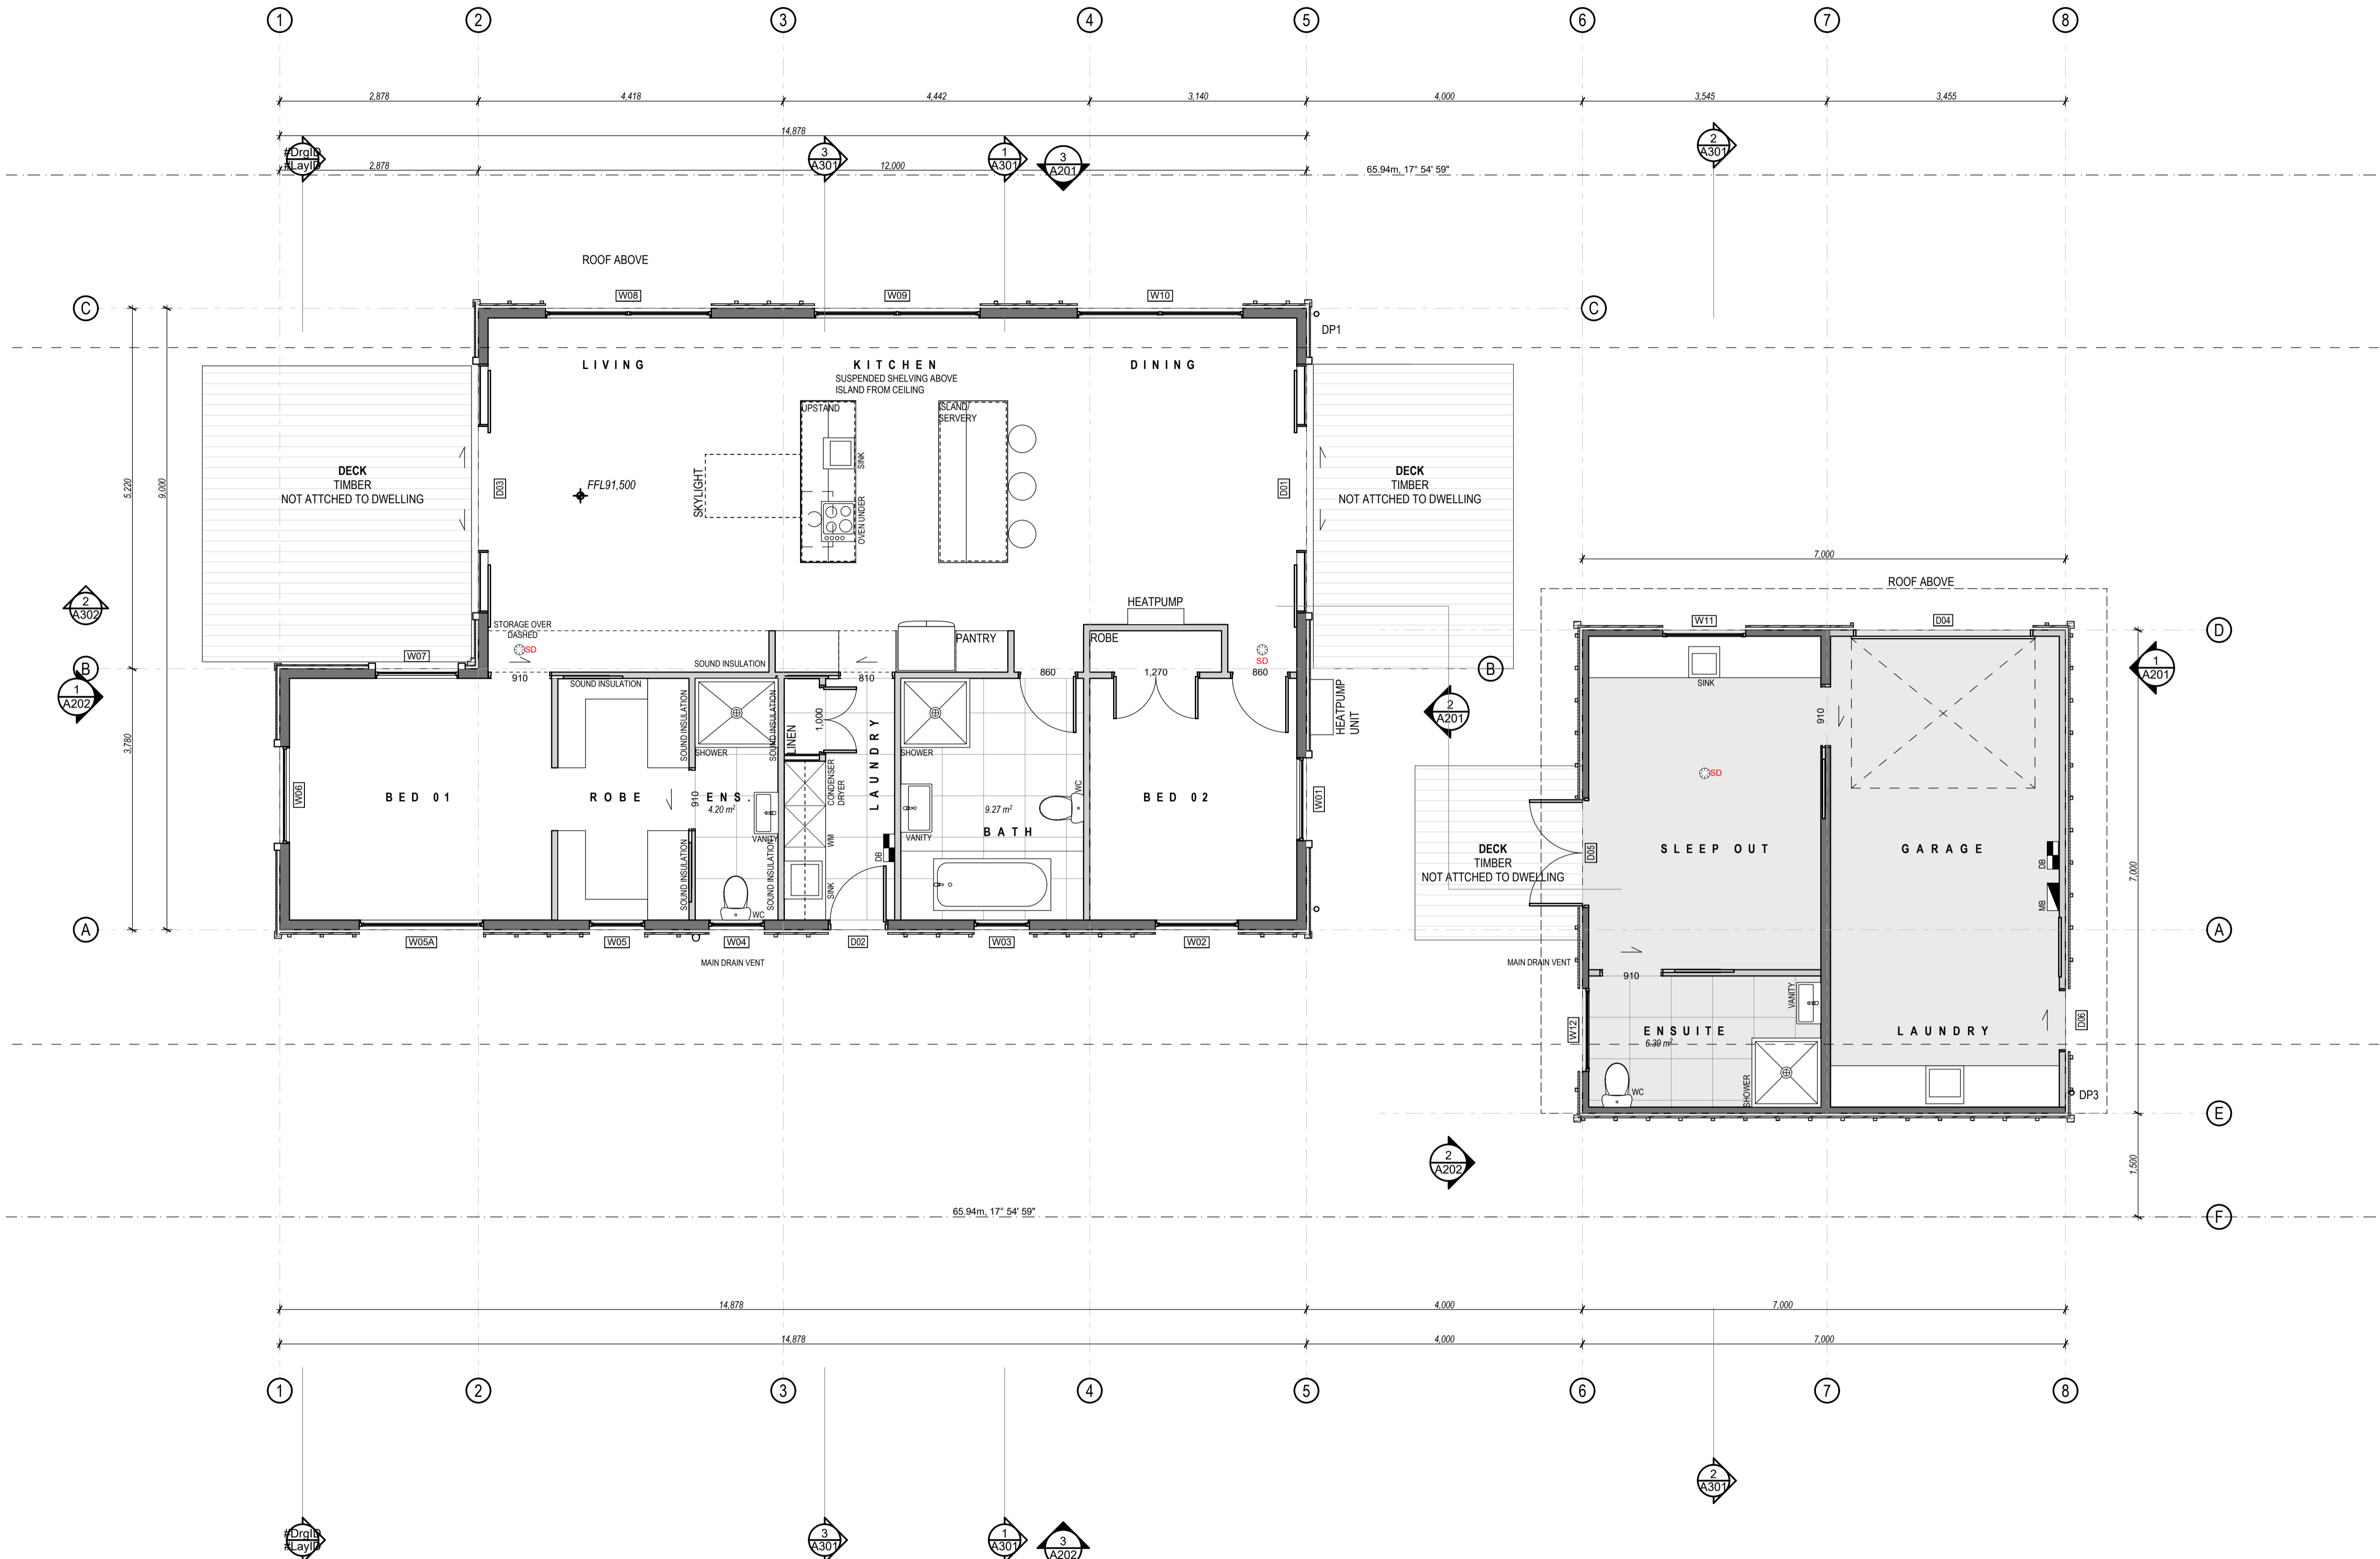 1 2 3 4 5 6 7 8
2,878 4,418 4,442 3,140 4,000 3,545 3,455
14,878
#DrgID
#LayID
3
A301
1
A301
3
A201
2
A301
2,878 12,000
65.94m, 17° 54' 59"
ROOF ABOVE
C
W08 W09 W10
C
DP1
LIVING KITCHEN DINING
SUSPENDED SHELVING ABOVE
ISLAND FROM CEILING
UPSTAND
ISLAND/
SERVERY
SINK
OVEN UNDER
SKYLIGHT
FFL91,500
D03
D01
DECK
TIMBER
NOT ATTCHED TO DWELLING
DECK
TIMBER
NOT ATTCHED TO DWELLING
5,220
9,000
3,780
2
A302
7,000
ROOF ABOVE
HEATPUMP
STORAGE OVER
DASHED
SD
PANTRY
ROBE
SD
W11
D04
D
B
W07
SOUND INSULATION
B
1
A201
1
A202
910
SOUND INSULATION
810
860
1,270
860
SINK
HEATPUMP
UNIT
2
A201
910
SOUND INSULATION
SOUND INSULATION
LINEN
1,000
LAUNDRY
SHOWER
SHOWER
SD
W06
BED 01
ROBE
910
ENS.
4.20 m²
CONDENSER
DRYER
WM
VANITY
9.27 m²
VANITY
WC
BATH
BED 02
W01
DB
SOUND INSULATION
SOUND INSULATION
SINK
WC
DECK
TIMBER
NOT ATTCHED TO DWELLING
D05
SLEEP OUT
GARAGE
DB
MB
7,000
A
W05A W05 W04 D02 W03 W02
A
MAIN DRAIN VENT
MAIN DRAIN VENT
910
VANITY
W12
ENSUITE
6.39 m²
LAUNDRY
D06
WC
SHOWER
DP3
E
2
A202
1,500
65.94m, 17° 54' 59"
F
14,878 4,000 7,000
14,878 4,000 7,000
1 2 3 4 5 6 7 8
2
A301
#DrgID
#LayID
3
A301
1
A301
3
A202